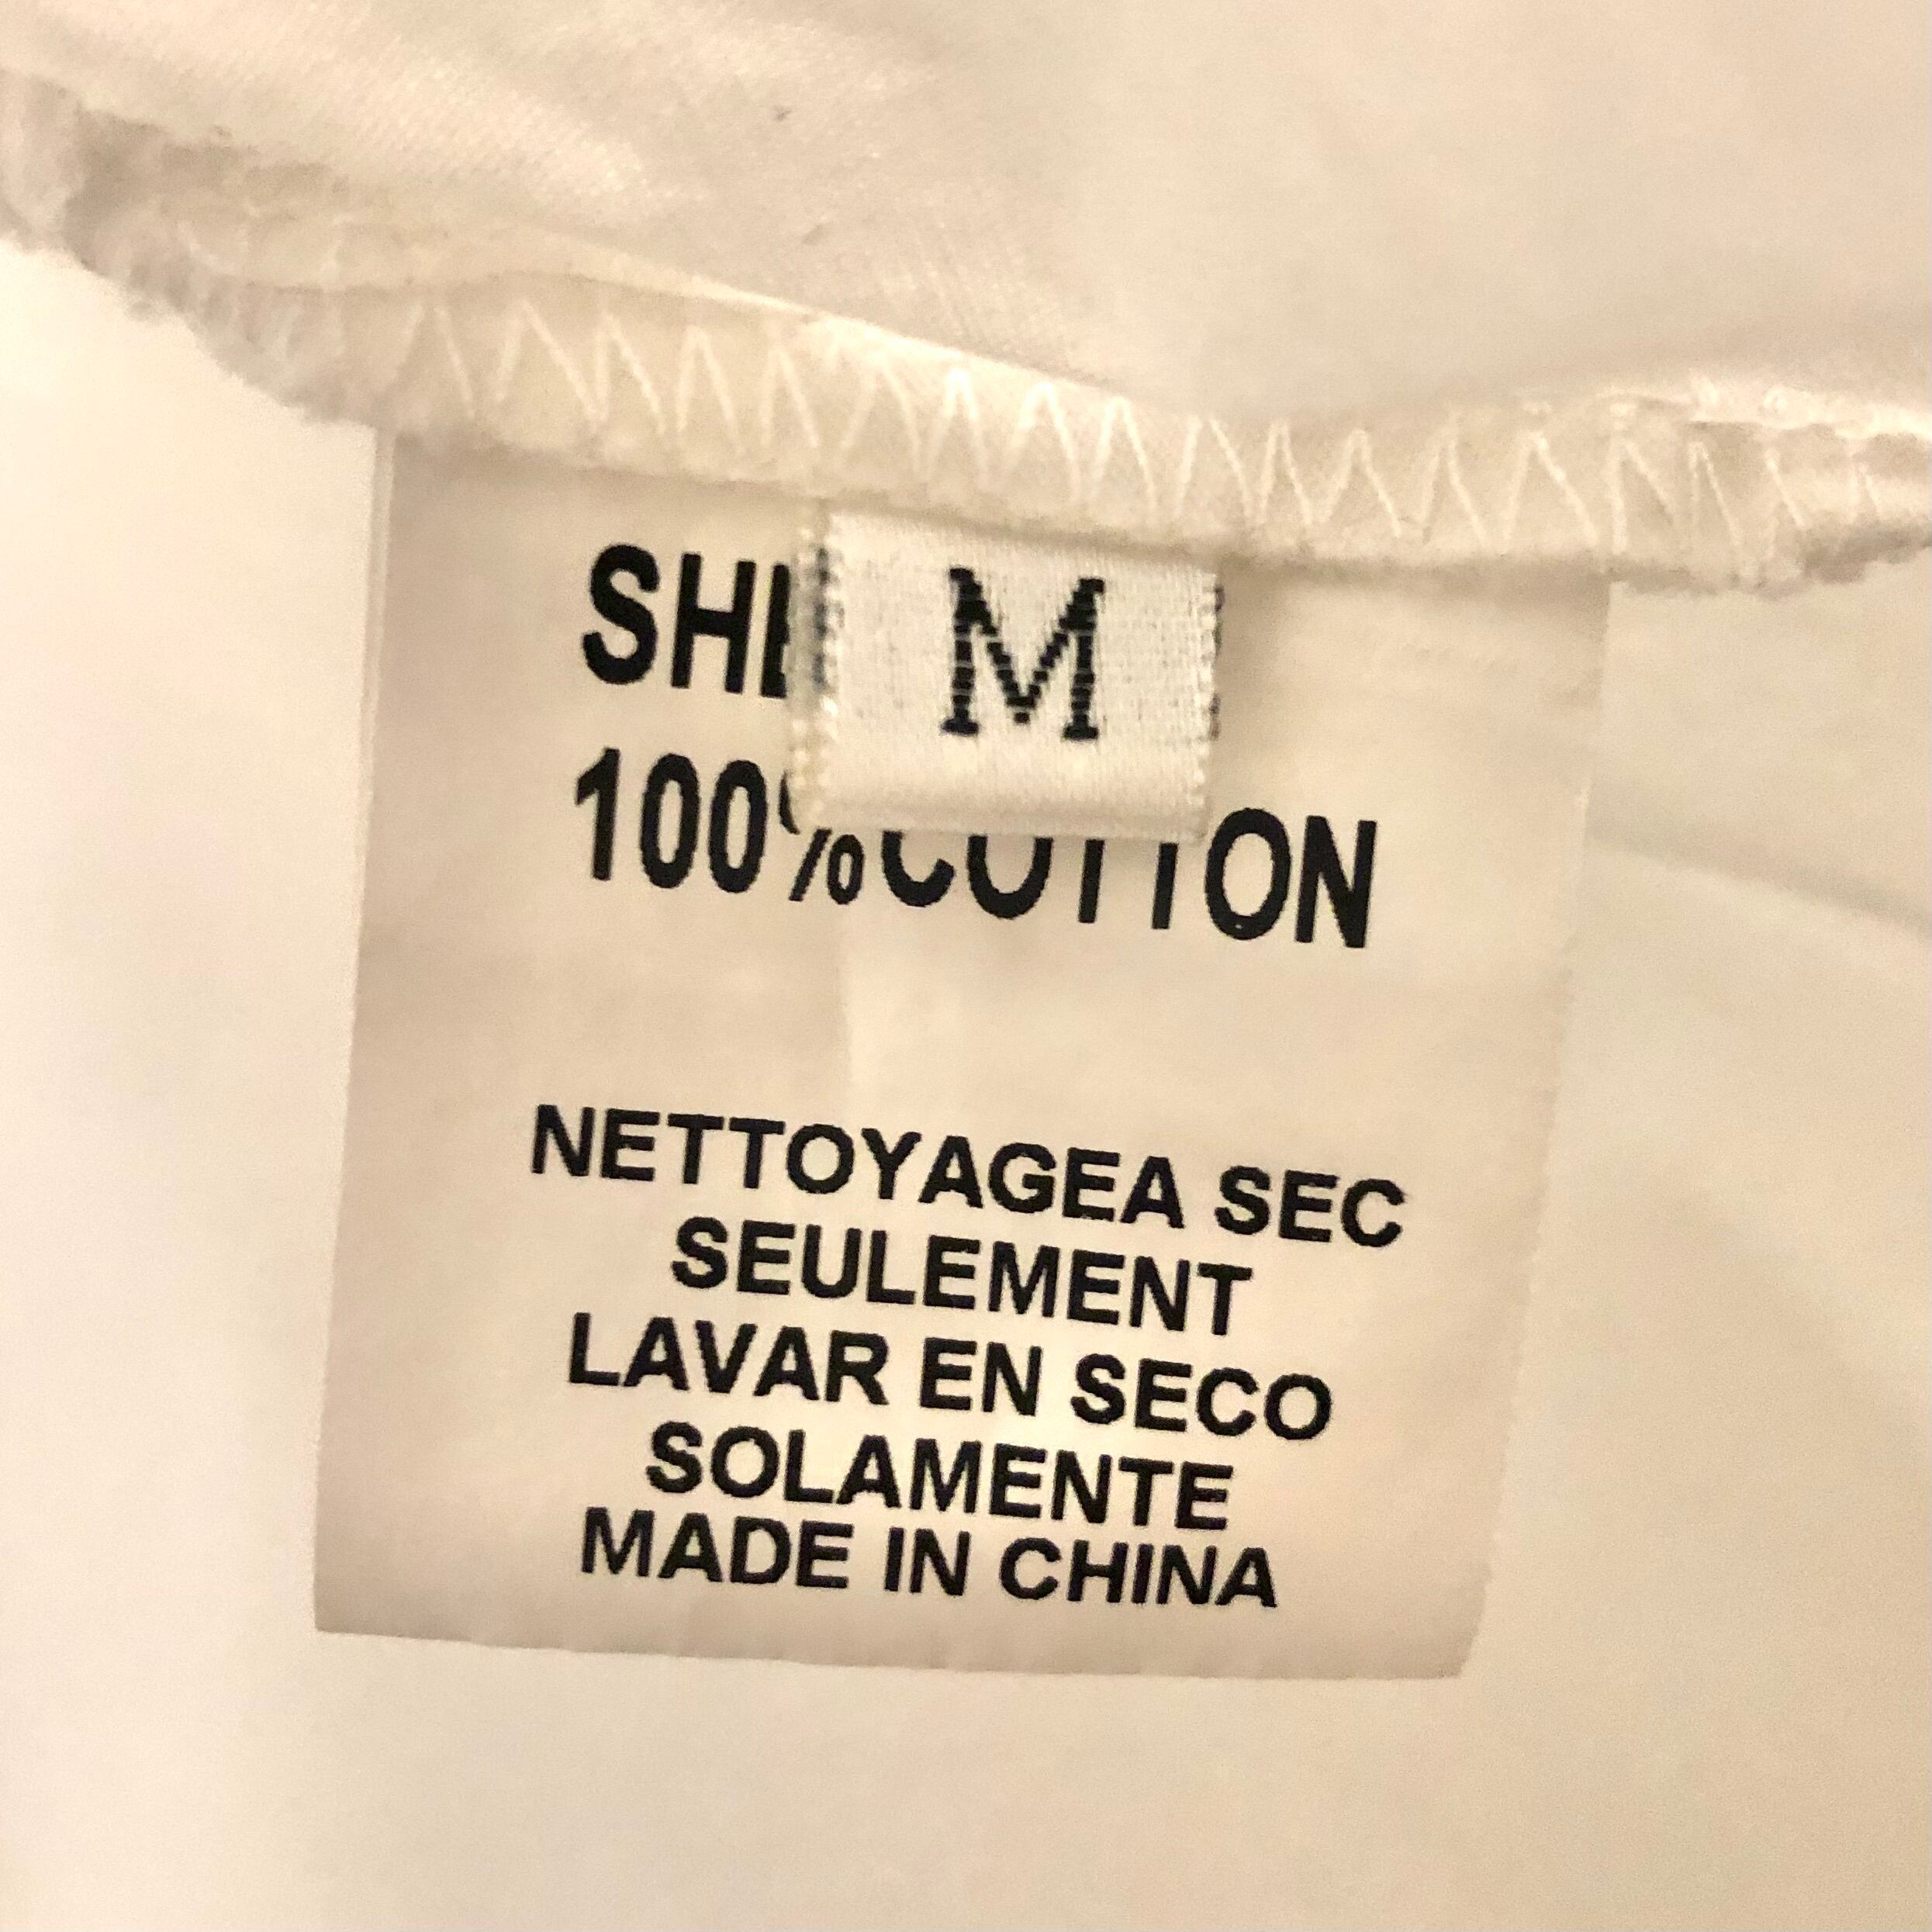 M
100%COTTON
NETTOYAGEA SEC
SEULEMENT
LAVAR EN SECO
SOLAMENTE
MADE IN CHINA